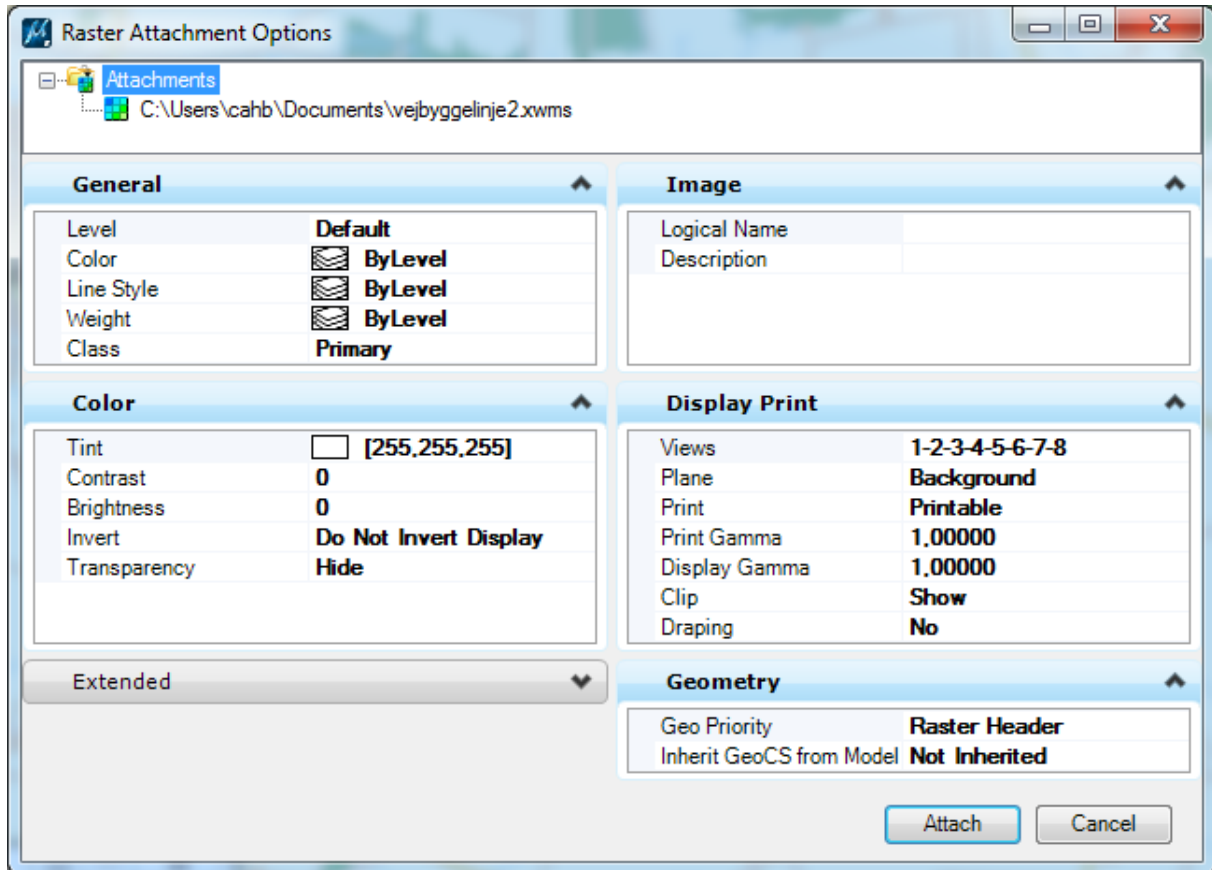 Raster Attachment Options
Attachments
C:\Users\cahb\Documents\vejbyggelinje2.xwms
General
Level Default
Color ByLevel
Line Style ByLevel
Weight ByLevel
Class Primary
Image
Logical Name
Description
Color
Tint [255,255,255]
Contrast 0
Brightness 0
Invert Do Not Invert Display
Transparency Hide
Display Print
Views 1-2-3-4-5-6-7-8
Plane Background
Print Printable
Print Gamma 1,00000
Display Gamma 1,00000
Clip Show
Draping No
Extended
Geometry
Geo Priority Raster Header
Inherit GeoCS from Model Not Inherited
Attach Cancel